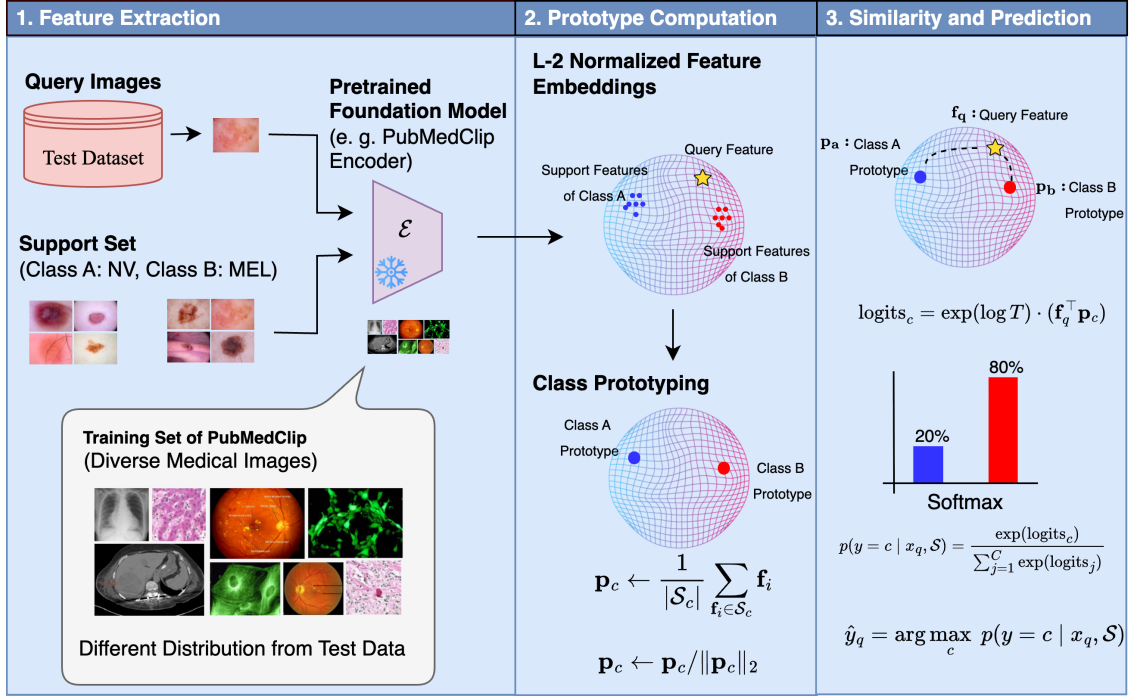 1. Feature Extraction
Query Images
Test Dataset
Pretrained
Foundation Model
(e. g. PubMedClip
Encoder)
ℰ
Support Set
(Class A: NV, Class B: MEL)
Training Set of PubMedClip
(Diverse Medical Images)
Different Distribution from Test Data
2. Prototype Computation
L-2 Normalized Feature
Embeddings
Query Feature
Support Features
of Class A
Support Features
of Class B
Class Prototyping
Class A
Prototype
Class B
Prototype
p_c ← 1/|𝒮_c| ∑_{f_i∈𝒮_c} f_i
p_c ← p_c/‖p_c‖₂
3. Similarity and Prediction
f_q : Query Feature
p_a : Class A
Prototype
p_b : Class B
Prototype
logits_c = exp(log T) · (f_q^⊤ p_c)
80%
20%
Softmax
p(y = c | x_q, 𝒮) = exp(logits_c) / ∑_{j=1}^{C} exp(logits_j)
ŷ_q = arg max_c p(y = c | x_q, 𝒮)